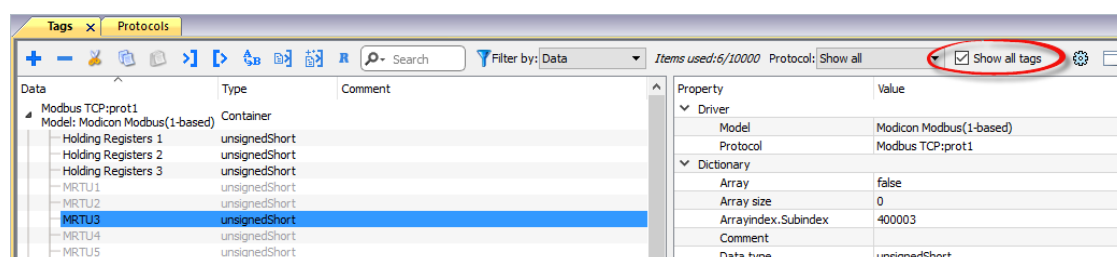 Tags x Protocols
R Search Filter by: Data Items used:6/10000 Protocol: Show all Show all tags
Data Type Comment Property Value
Modbus TCP:prot1
Model: Modicon Modbus(1-based) Container
Driver
Model Modicon Modbus(1-based)
Holding Registers 1 unsignedShort
Protocol Modbus TCP:prot1
Holding Registers 2 unsignedShort
Dictionary
Holding Registers 3 unsignedShort
Array false
MRTU1 unsignedShort
Array size 0
MRTU2 unsignedShort
MRTU3 unsignedShort
Arrayindex.Subindex 400003
MRTU4 unsignedShort
Comment
MRTU5 unsignedShort
Data type unsignedShort